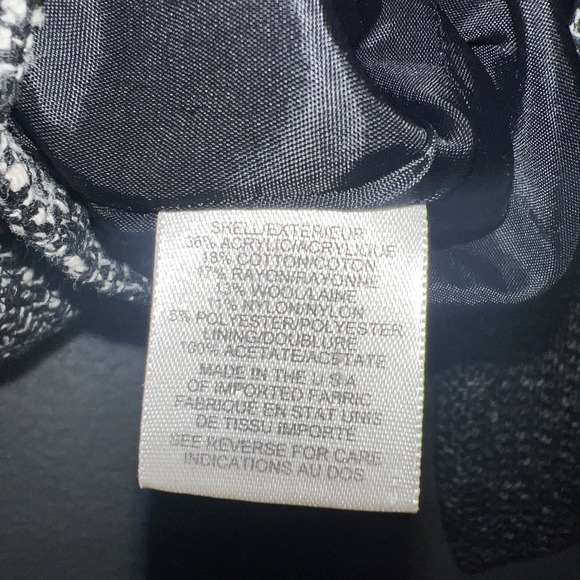 SHELL/EXTERIEUR
36% ACRYLIC/ACRYLIQUE
18% COTTON/COTON
17% RAYON/RAYONNE
13% WOOL/LAINE
11% NYLON/NYLON
5% POLYESTER/POLYESTER
LINING/DOUBLURE
100% ACETATE/ACETATE
MADE IN THE U S A
OF IMPORTED FABRIC
FABRIQUE EN STAT UNIS
DE TISSU IMPORTE
SEE REVERSE FOR CARE
INDICATIONS AU DOS